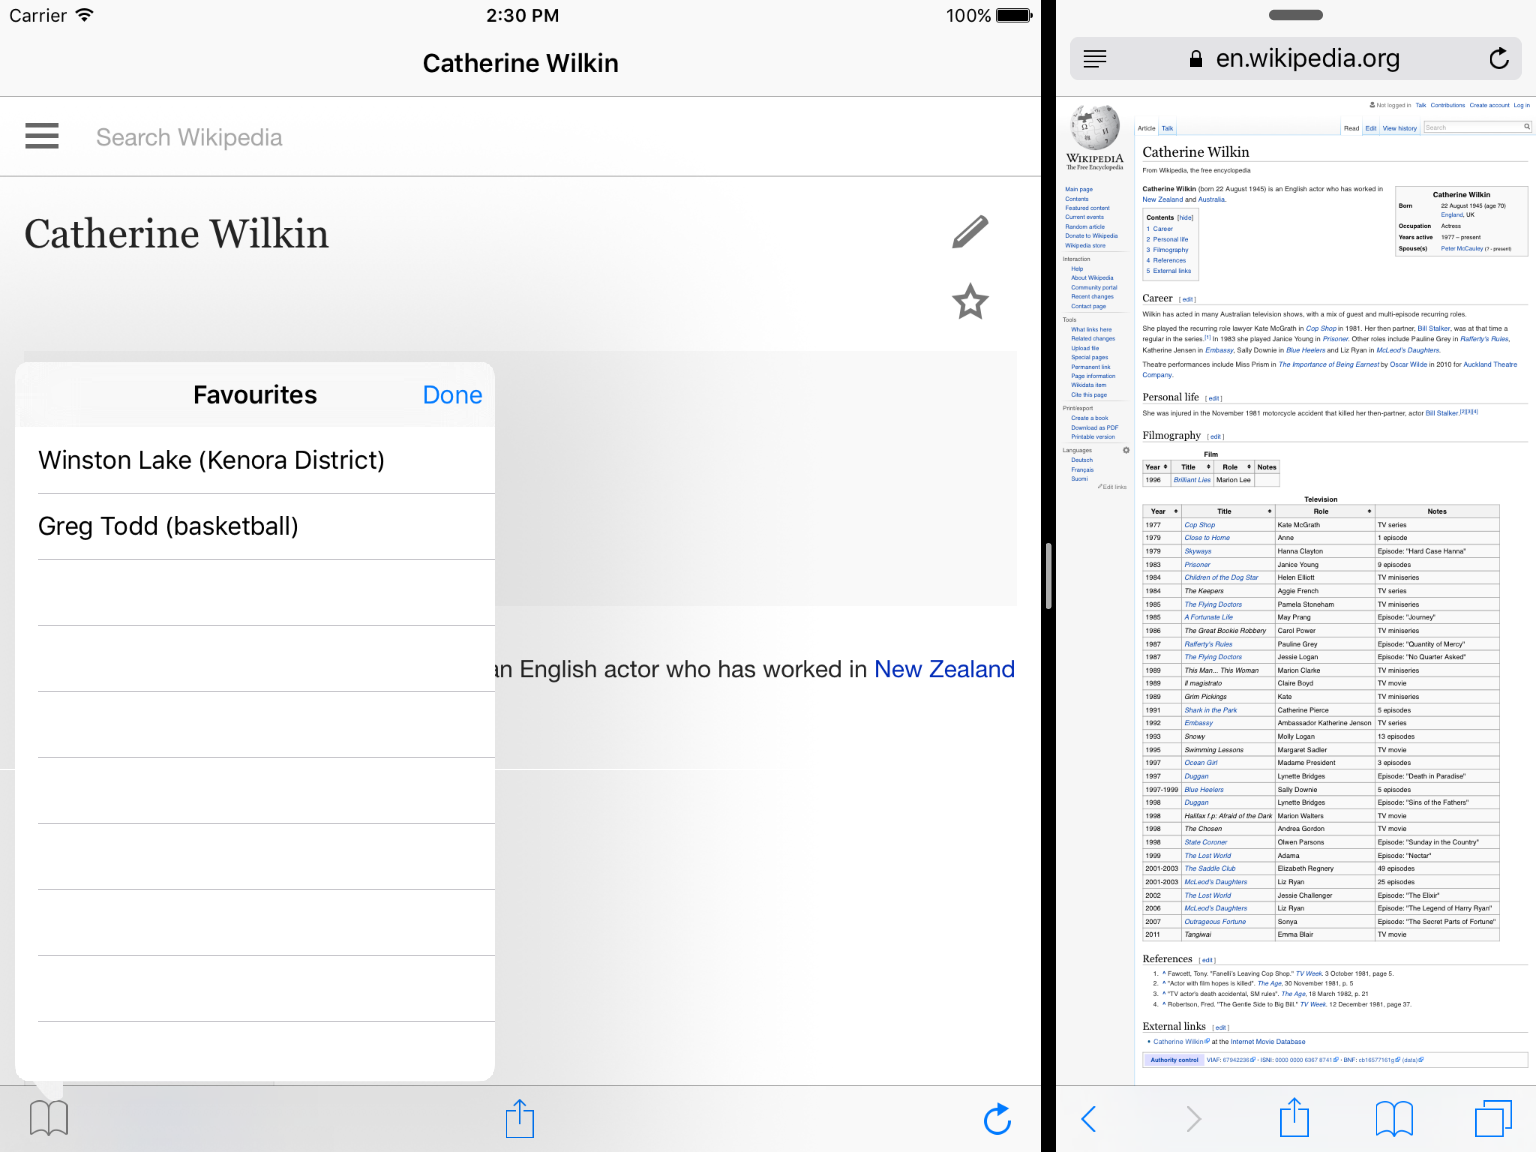 Carrier
2:30 PM
100%
Catherine Wilkin
Search Wikipedia
Catherine Wilkin
Favourites
Done
Winston Lake (Kenora District)
Greg Todd (basketball)
an English actor who has worked in New Zealand
en.wikipedia.org
Not logged in Talk Contributions Create account Log in
Article Talk
Read Edit View history Search
WIKIPEDIA
The Free Encyclopedia
Main page
Contents
Featured content
Current events
Random article
Donate to Wikipedia
Wikipedia store
Interaction
Help
About Wikipedia
Community portal
Recent changes
Contact page
Tools
What links here
Related changes
Upload file
Special pages
Permanent link
Page information
Wikidata item
Cite this page
Print/export
Create a book
Download as PDF
Printable version
Languages
Deutsch
Français
Suomi
Edit links
Catherine Wilkin
From Wikipedia, the free encyclopedia
Catherine Wilkin (born 22 August 1945) is an English actor who has worked in
New Zealand and Australia.
Catherine Wilkin
Born 22 August 1945 (age 70)
England, UK
Occupation Actress
Years active 1977 – present
Spouse(s) Peter McCauley (? - present)
Contents [hide]
1 Career
2 Personal life
3 Filmography
4 References
5 External links
Career [ edit ]
Wilkin has acted in many Australian television shows, with a mix of guest and multi-episode recurring roles.
She played the recurring role lawyer Kate McGrath in Cop Shop in 1981. Her then partner, Bill Stalker, was at that time a
regular in the series.[1] In 1983 she played Janice Young in Prisoner. Other roles include Pauline Grey in Rafferty's Rules,
Katherine Jensen in Embassy, Sally Downie in Blue Heelers and Liz Ryan in McLeod's Daughters.
Theatre performances include Miss Prism in The Importance of Being Earnest by Oscar Wilde in 2010 for Auckland Theatre
Company.
Personal life [ edit ]
She was injured in the November 1981 motorcycle accident that killed her then-partner, actor Bill Stalker.[2][3][4]
Filmography [ edit ]
Film
Year Title Role Notes
1996 Brilliant Lies Marion Lee
Television
Year Title Role Notes
1977 Cop Shop Kate McGrath TV series
1979 Close to Home Anne 1 episode
1979 Skyways Hanna Clayton Episode: "Hard Case Hanna"
1983 Prisoner Janice Young 9 episodes
1984 Children of the Dog Star Helen Elliott TV miniseries
1984 The Keepers Aggie French TV series
1985 The Flying Doctors Pamela Stoneham TV miniseries
1985 A Fortunate Life May Prang Episode: "Journey"
1986 The Great Bookie Robbery Carol Power TV miniseries
1987 Rafferty's Rules Pauline Grey Episode: "Quantity of Mercy"
1987 The Flying Doctors Jessie Logan Episode: "No Quarter Asked"
1989 This Man... This Woman Marion Clarke TV miniseries
1989 Il magistrato Claire Boyd TV movie
1989 Grim Pickings Kate TV miniseries
1991 Shark in the Park Catherine Pierce 5 episodes
1992 Embassy Ambassador Katherine Jenson TV series
1993 Snowy Molly Logan 13 episodes
1995 Swimming Lessons Margaret Sadler TV movie
1997 Ocean Girl Madame President 3 episodes
1997 Duggan Lynette Bridges Episode: "Death in Paradise"
1997-1999 Blue Heelers Sally Downie 5 episodes
1998 Duggan Lynette Bridges Episode: "Sins of the Fathers"
1998 Halifax f.p: Afraid of the Dark Marion Walters TV movie
1998 The Chosen Andrea Gordon TV movie
1998 State Coroner Olwen Parsons Episode: "Sunday in the Country"
1999 The Lost World Adama Episode: "Nectar"
2001-2003 The Saddle Club Elizabeth Regnery 49 episodes
2001-2003 McLeod's Daughters Liz Ryan 25 episodes
2002 The Lost World Jessie Challenger Episode: "The Elixir"
2006 McLeod's Daughters Liz Ryan Episode: "The Legend of Harry Ryan"
2007 Outrageous Fortune Sonya Episode: "The Secret Parts of Fortune"
2011 Tangiwai Emma Blair TV movie
References [ edit ]
1. ^ Fawcett, Tony. "Fanelli's Leaving Cop Shop." TV Week. 3 October 1981, page 5.
2. ^ "Actor with film hopes is killed". The Age, 30 November 1981, p. 5
3. ^ "TV actor's death accidental, SM rules". The Age, 18 March 1982, p. 21
4. ^ Robertson, Fred. "The Gentle Side to Big Bill." TV Week. 12 December 1981, page 37.
External links [ edit ]
• Catherine Wilkin at the Internet Movie Database
Authority control VIAF: 67942236 · ISNI: 0000 0000 6367 8741 · BNF: cb16577161g (data)